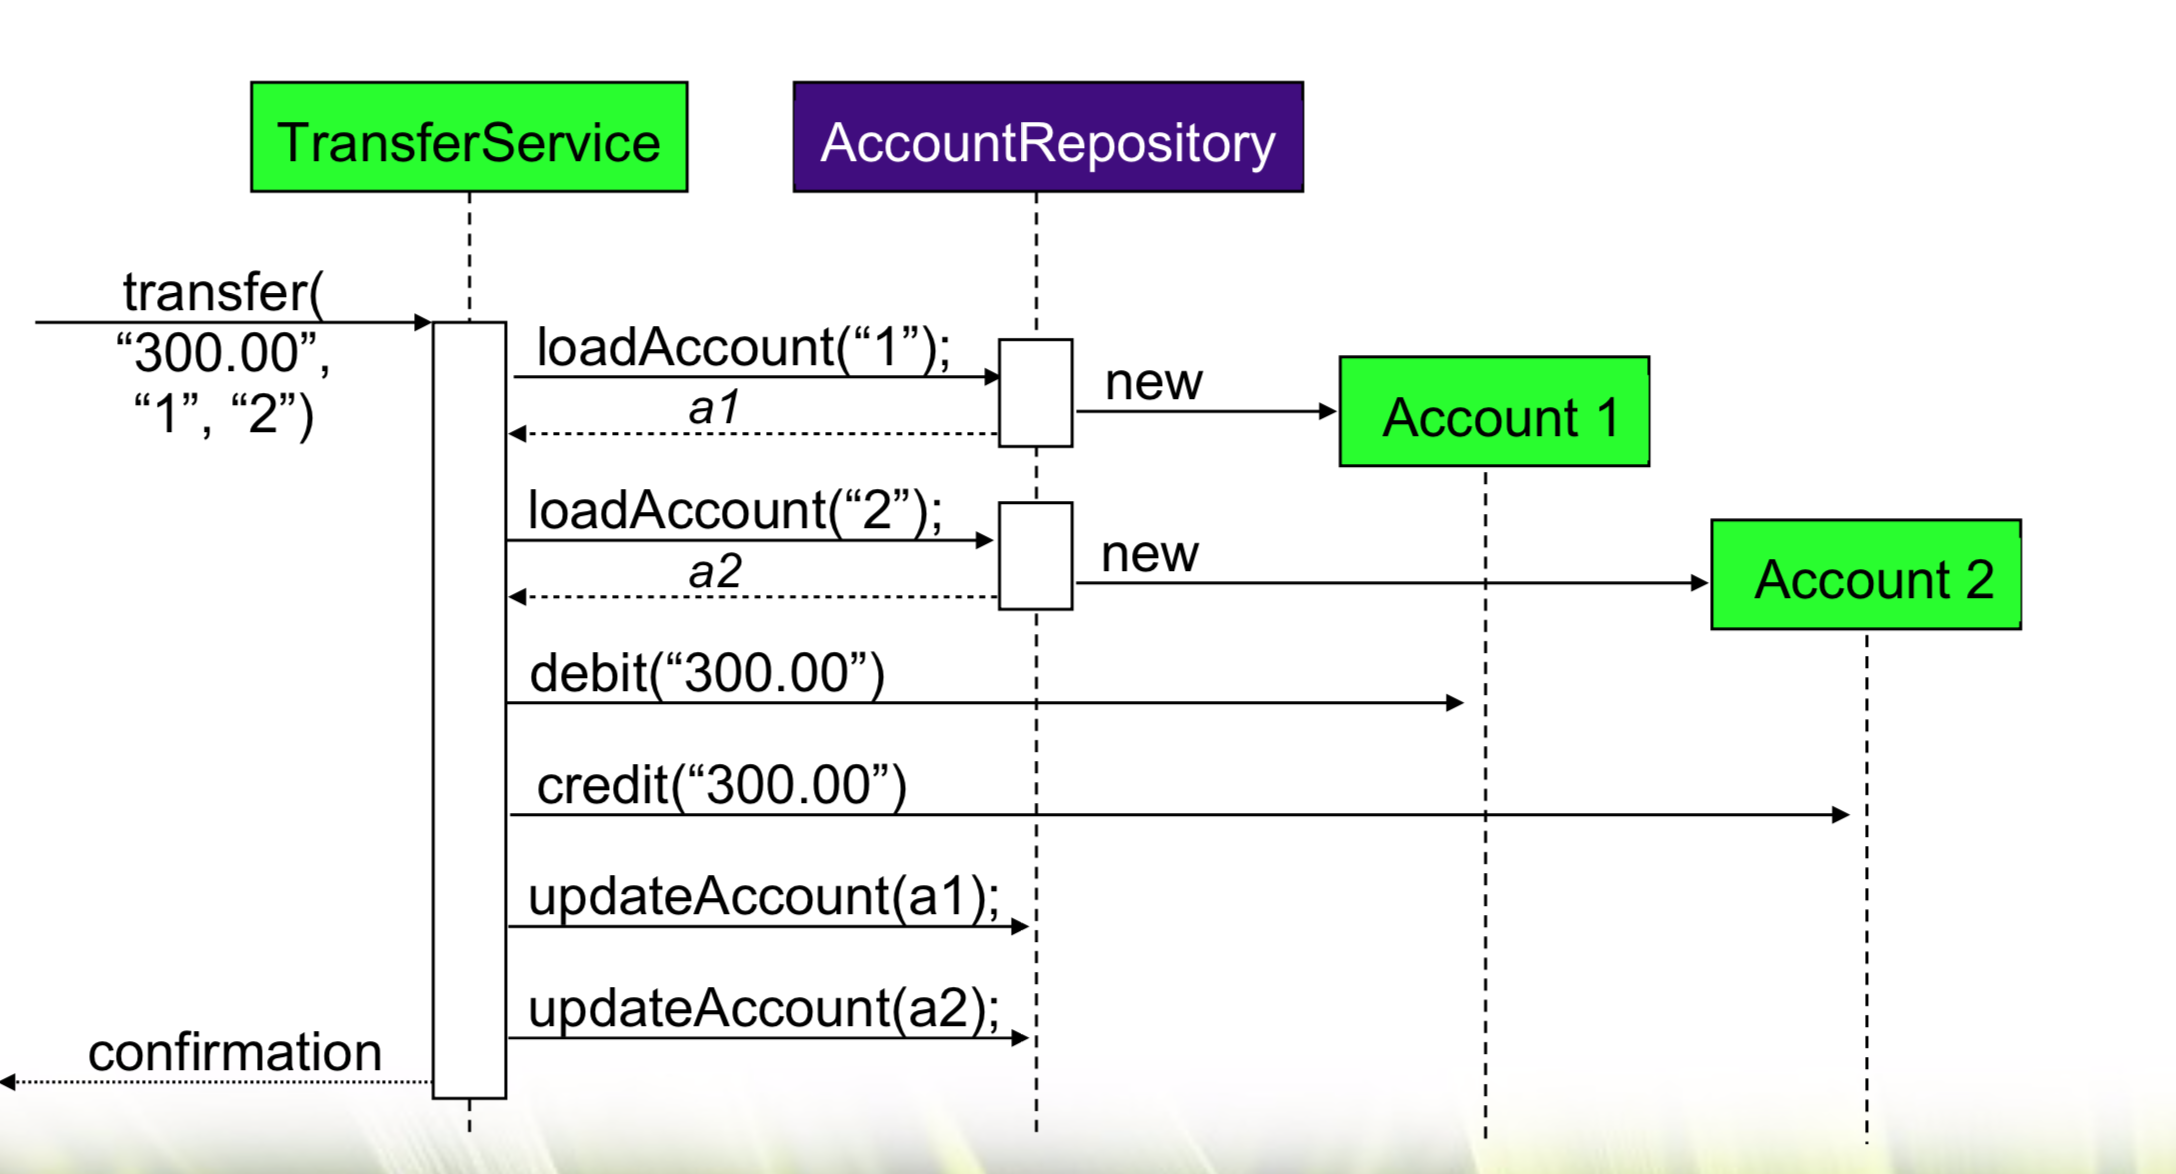 TransferService
AccountRepository
transfer(
“300.00”,
“1”, “2”)
loadAccount(“1”);
a1
new
Account 1
loadAccount(“2”);
a2
new
Account 2
debit(“300.00”)
credit(“300.00”)
updateAccount(a1);
updateAccount(a2);
confirmation